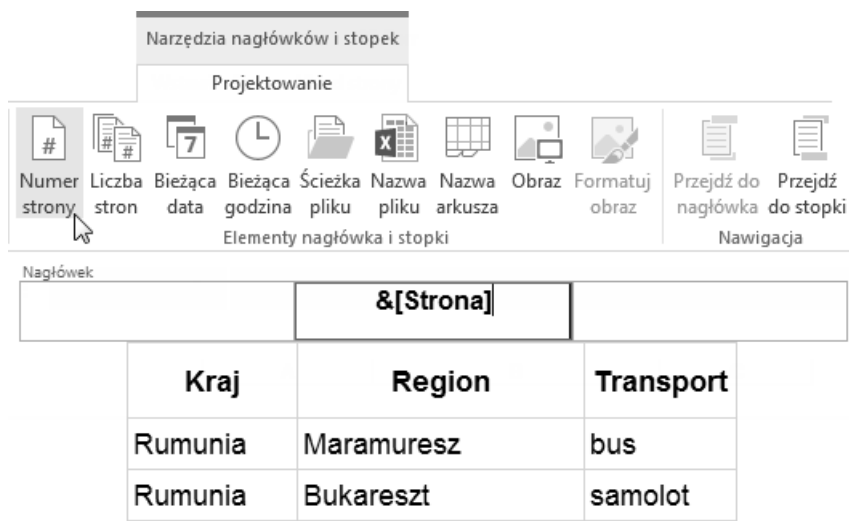 Narzędzia nagłówków i stopek
Projektowanie
# # # 7 L X
Numer Liczba Bieżąca Bieżąca Ścieżka Nazwa Nazwa Obraz Formatuj Przejdź do Przejdź
strony stron data godzina pliku pliku arkusza obraz nagłówka do stopki
Elementy nagłówka i stopki Nawigacja
Nagłówek
&[Strona]
Kraj Region Transport
Rumunia Maramuresz bus
Rumunia Bukareszt samolot